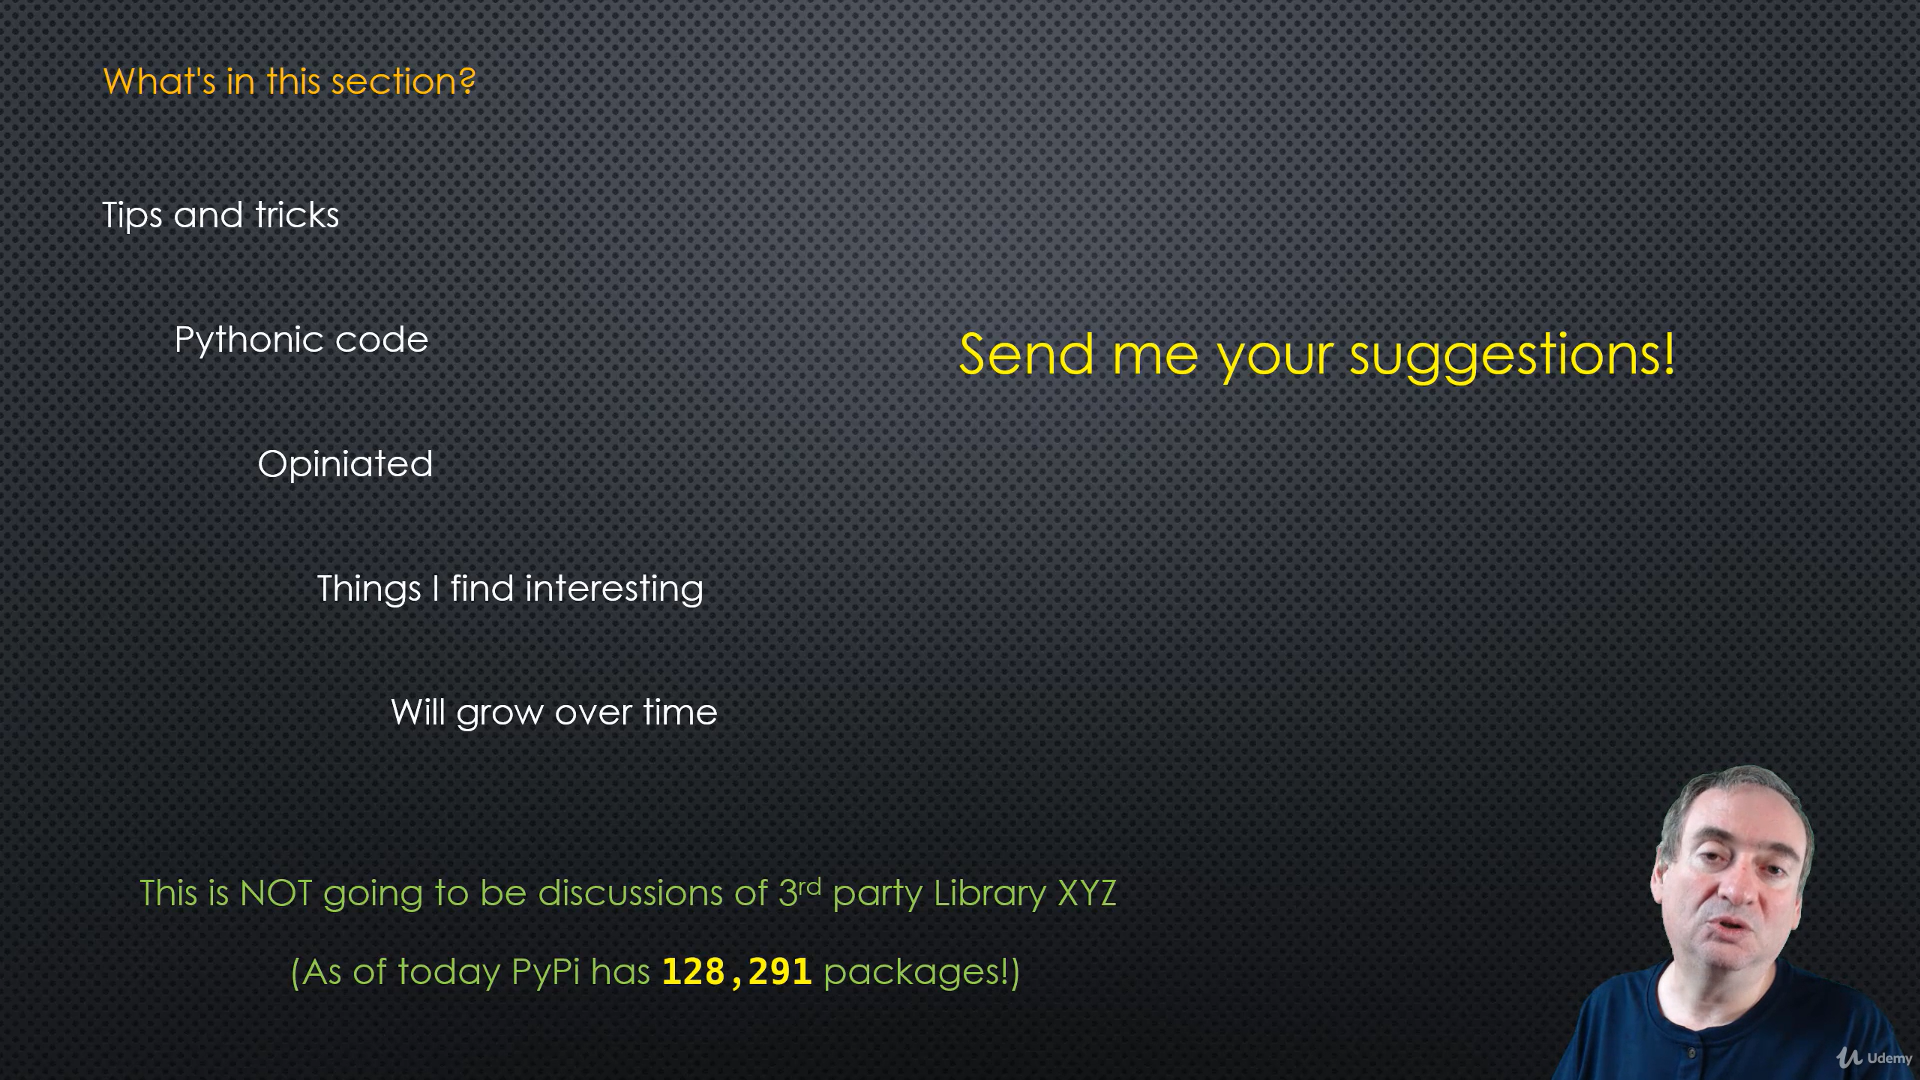 What's in this section?
Tips and tricks
Pythonic code
Send me your suggestions!
Opiniated
Things I find interesting
Will grow over time
This is NOT going to be discussions of 3rd party Library XYZ
(As of today PyPi has 128,291 packages!)
Udemy